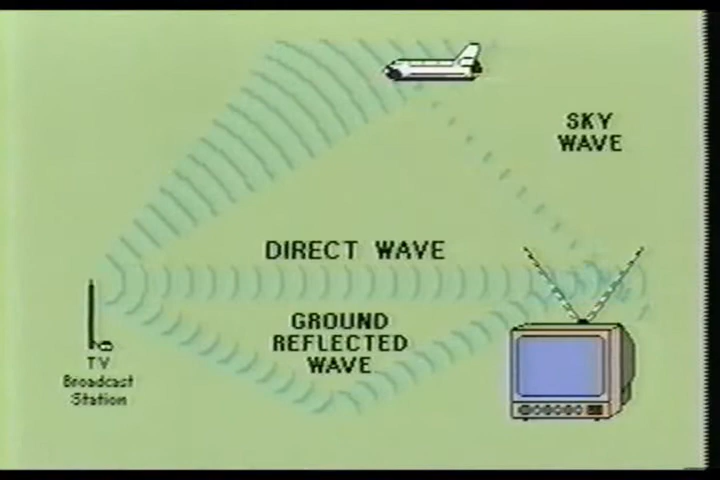 SKY
WAVE
DIRECT WAVE
GROUND
REFLECTED
WAVE
TV
Broadcast
Station